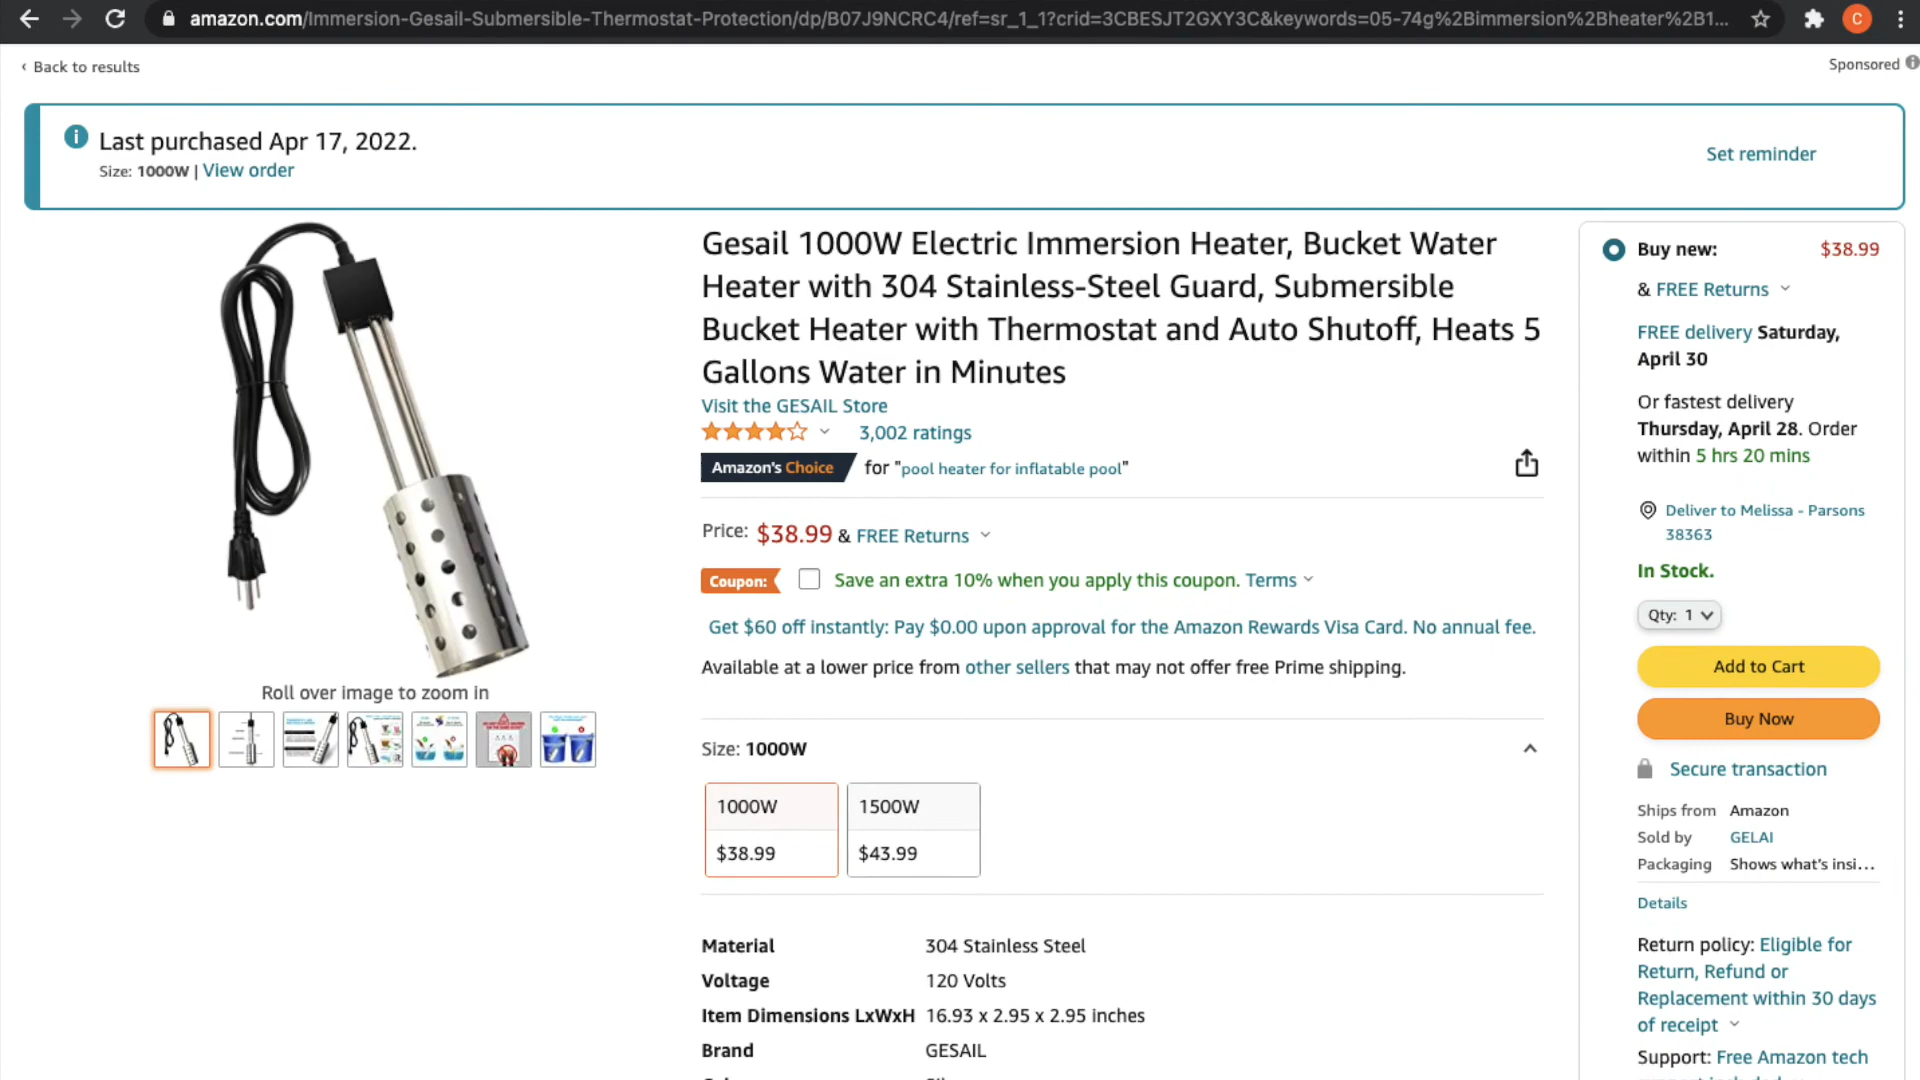 amazon.com/Immersion-Gesail-Submersible-Thermostat-Protection/dp/B07J9NCRC4/ref=sr_1_1?crid=3CBESJT2GXY3C&keywords=05-74g%2Bimmersion%2Bheater%2B1...
C
‹ Back to results
Sponsored
Last purchased Apr 17, 2022.
Size: 1000W | View order
Set reminder
Gesail 1000W Electric Immersion Heater, Bucket Water
Heater with 304 Stainless-Steel Guard, Submersible
Bucket Heater with Thermostat and Auto Shutoff, Heats 5
Gallons Water in Minutes
Visit the GESAIL Store
3,002 ratings
Amazon's Choice for "pool heater for inflatable pool"
Price: $38.99 & FREE Returns
Coupon: Save an extra 10% when you apply this coupon. Terms
Get $60 off instantly: Pay $0.00 upon approval for the Amazon Rewards Visa Card. No annual fee.
Available at a lower price from other sellers that may not offer free Prime shipping.
Roll over image to zoom in
Size: 1000W
1000W
$38.99
1500W
$43.99
Material 304 Stainless Steel
Voltage 120 Volts
Item Dimensions LxWxH 16.93 x 2.95 x 2.95 inches
Brand GESAIL
Buy new: $38.99
& FREE Returns
FREE delivery Saturday,
April 30
Or fastest delivery
Thursday, April 28. Order
within 5 hrs 20 mins
Deliver to Melissa - Parsons
38363
In Stock.
Qty: 1
Add to Cart
Buy Now
Secure transaction
Ships from Amazon
Sold by GELAI
Packaging Shows what's insi...
Details
Return policy: Eligible for
Return, Refund or
Replacement within 30 days
of receipt
Support: Free Amazon tech